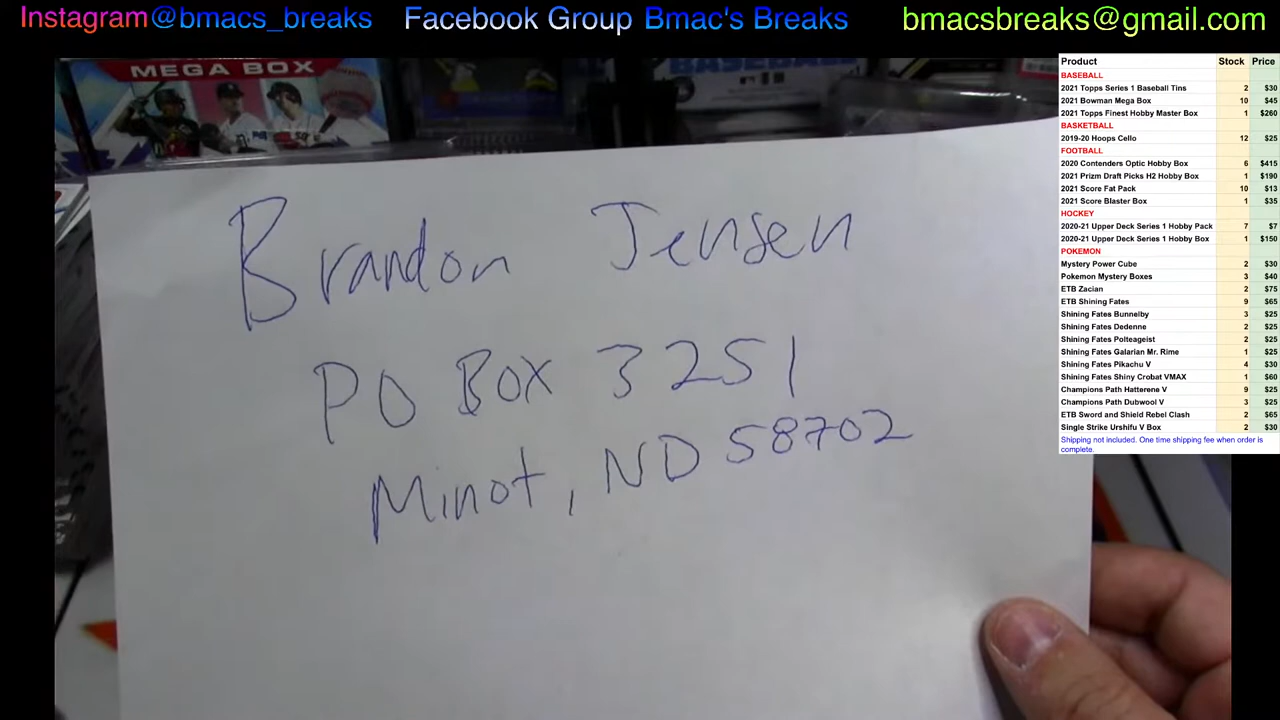 Instagram@bmacs_breaks Facebook Group Bmac's Breaks bmacsbreaks@gmail.com
MEGA BOX
BASEBALL
Brandon Jensen
PO Box 3251
Minot, ND 58702
Product Stock Price
BASEBALL
2021 Topps Series 1 Baseball Tins 2 $30
2021 Bowman Mega Box 10 $45
2021 Topps Finest Hobby Master Box 1 $260
BASKETBALL
2019-20 Hoops Cello 12 $25
FOOTBALL
2020 Contenders Optic Hobby Box 6 $415
2021 Prizm Draft Picks H2 Hobby Box 1 $190
2021 Score Fat Pack 10 $13
2021 Score Blaster Box 1 $35
HOCKEY
2020-21 Upper Deck Series 1 Hobby Pack 7 $7
2020-21 Upper Deck Series 1 Hobby Box 1 $150
POKEMON
Mystery Power Cube 2 $30
Pokemon Mystery Boxes 3 $40
ETB Zacian 2 $75
ETB Shining Fates 9 $65
Shining Fates Bunnelby 3 $25
Shining Fates Dedenne 2 $25
Shining Fates Polteageist 2 $25
Shining Fates Galarian Mr. Rime 1 $25
Shining Fates Pikachu V 4 $30
Shining Fates Shiny Crobat VMAX 1 $60
Champions Path Hatterene V 9 $25
Champions Path Dubwool V 3 $25
ETB Sword and Shield Rebel Clash 2 $65
Single Strike Urshifu V Box 2 $30
Shipping not included. One time shipping fee when order is
complete.